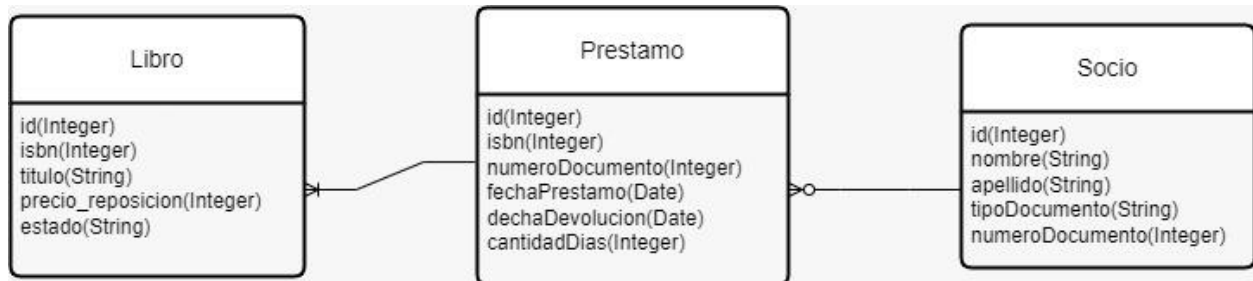 Libro
id(Integer)
isbn(Integer)
titulo(String)
precio_reposicion(Integer)
estado(String)
Prestamo
id(Integer)
isbn(Integer)
numeroDocumento(Integer)
fechaPrestamo(Date)
dechaDevolucion(Date)
cantidadDias(Integer)
Socio
id(Integer)
nombre(String)
apellido(String)
tipoDocumento(String)
numeroDocumento(Integer)